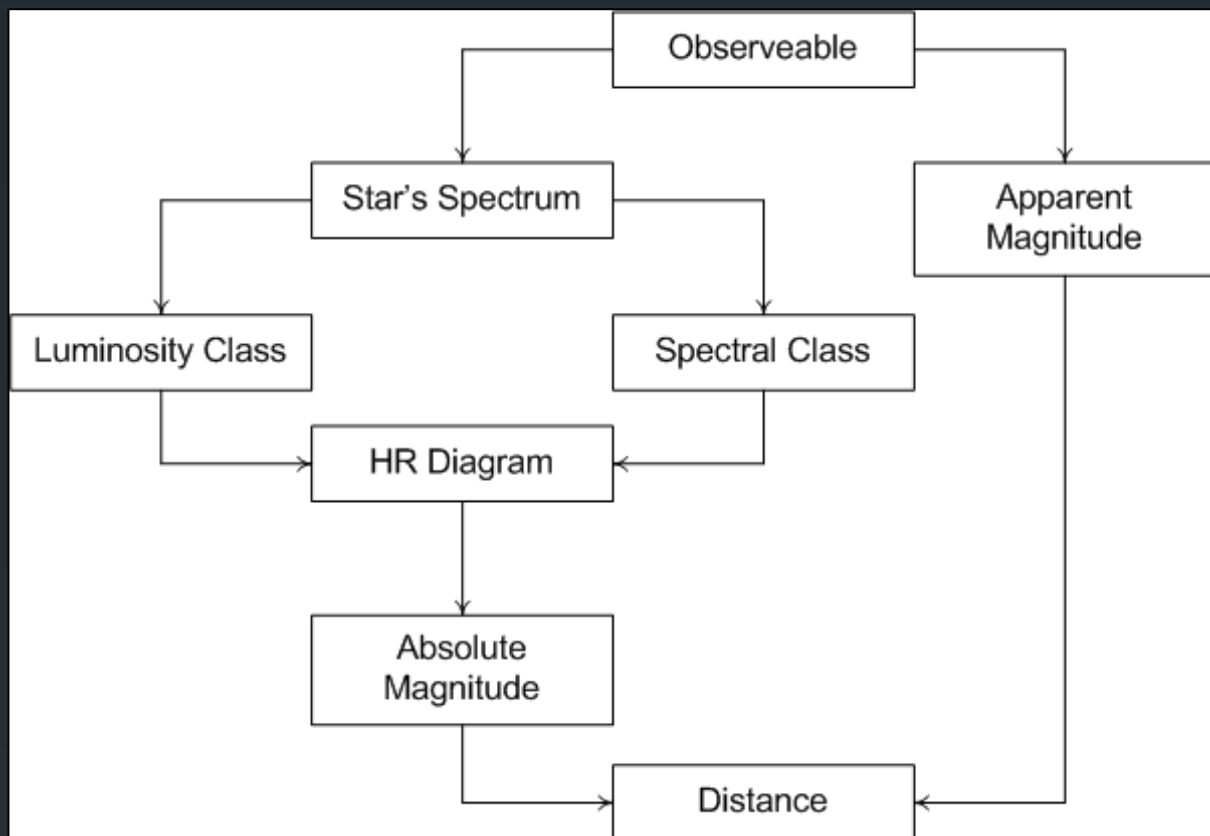 Observeable
Star's Spectrum
Apparent
Magnitude
Luminosity Class
Spectral Class
HR Diagram
Absolute
Magnitude
Distance